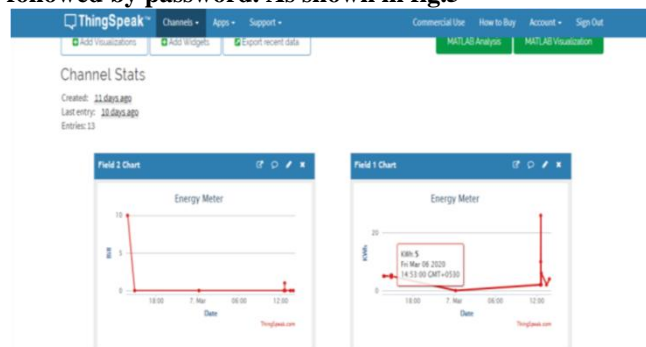 followed by password. As shown in fig.5
ThingSpeak™ Channels Apps Support Commercial Use How to Buy Account Sign Out
Add Visualizations Add Widgets Export recent data MATLAB Analysis MATLAB Visualization
Channel Stats
Created: 11 days ago
Last entry: 10 days ago
Entries: 13
Field 2 Chart
Energy Meter
10
5
0
18:00 7. Mar 06:00 12:00
Date
ThingSpeak.com
Field 1 Chart
Energy Meter
KWh
20
0
KWh: 5
Fri Mar 06 2020
14:53:00 GMT+0530
18:00 7. Mar 06:00 12:00
Date
ThingSpeak.com